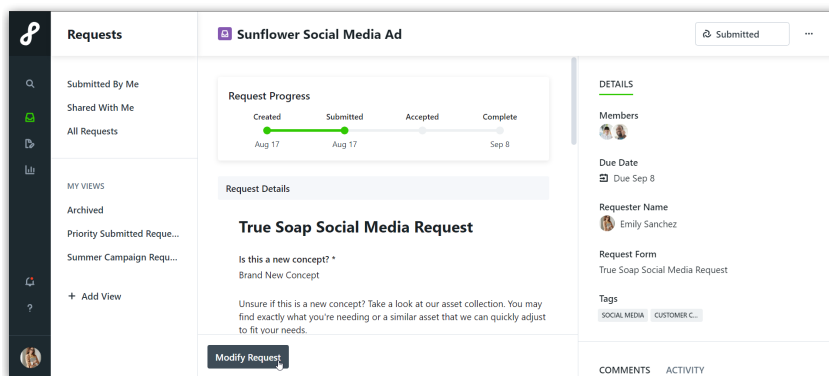 Requests
Submitted By Me
Shared With Me
All Requests
MY VIEWS
Archived
Priority Submitted Reque...
Summer Campaign Requ...
+ Add View
?
Sunflower Social Media Ad
Submitted
...
Request Progress
Created Submitted Accepted Complete
Aug 17 Aug 17 Sep 8
Request Details
True Soap Social Media Request
Is this a new concept? *
Brand New Concept
Unsure if this is a new concept? Take a look at our asset collection. You may
find exactly what you're needing or a similar asset that we can quickly adjust
to fit your needs.
Modify Request
DETAILS
Members
Due Date
Due Sep 8
Requester Name
Emily Sanchez
Request Form
True Soap Social Media Request
Tags
SOCIAL MEDIA CUSTOMER C...
COMMENTS ACTIVITY